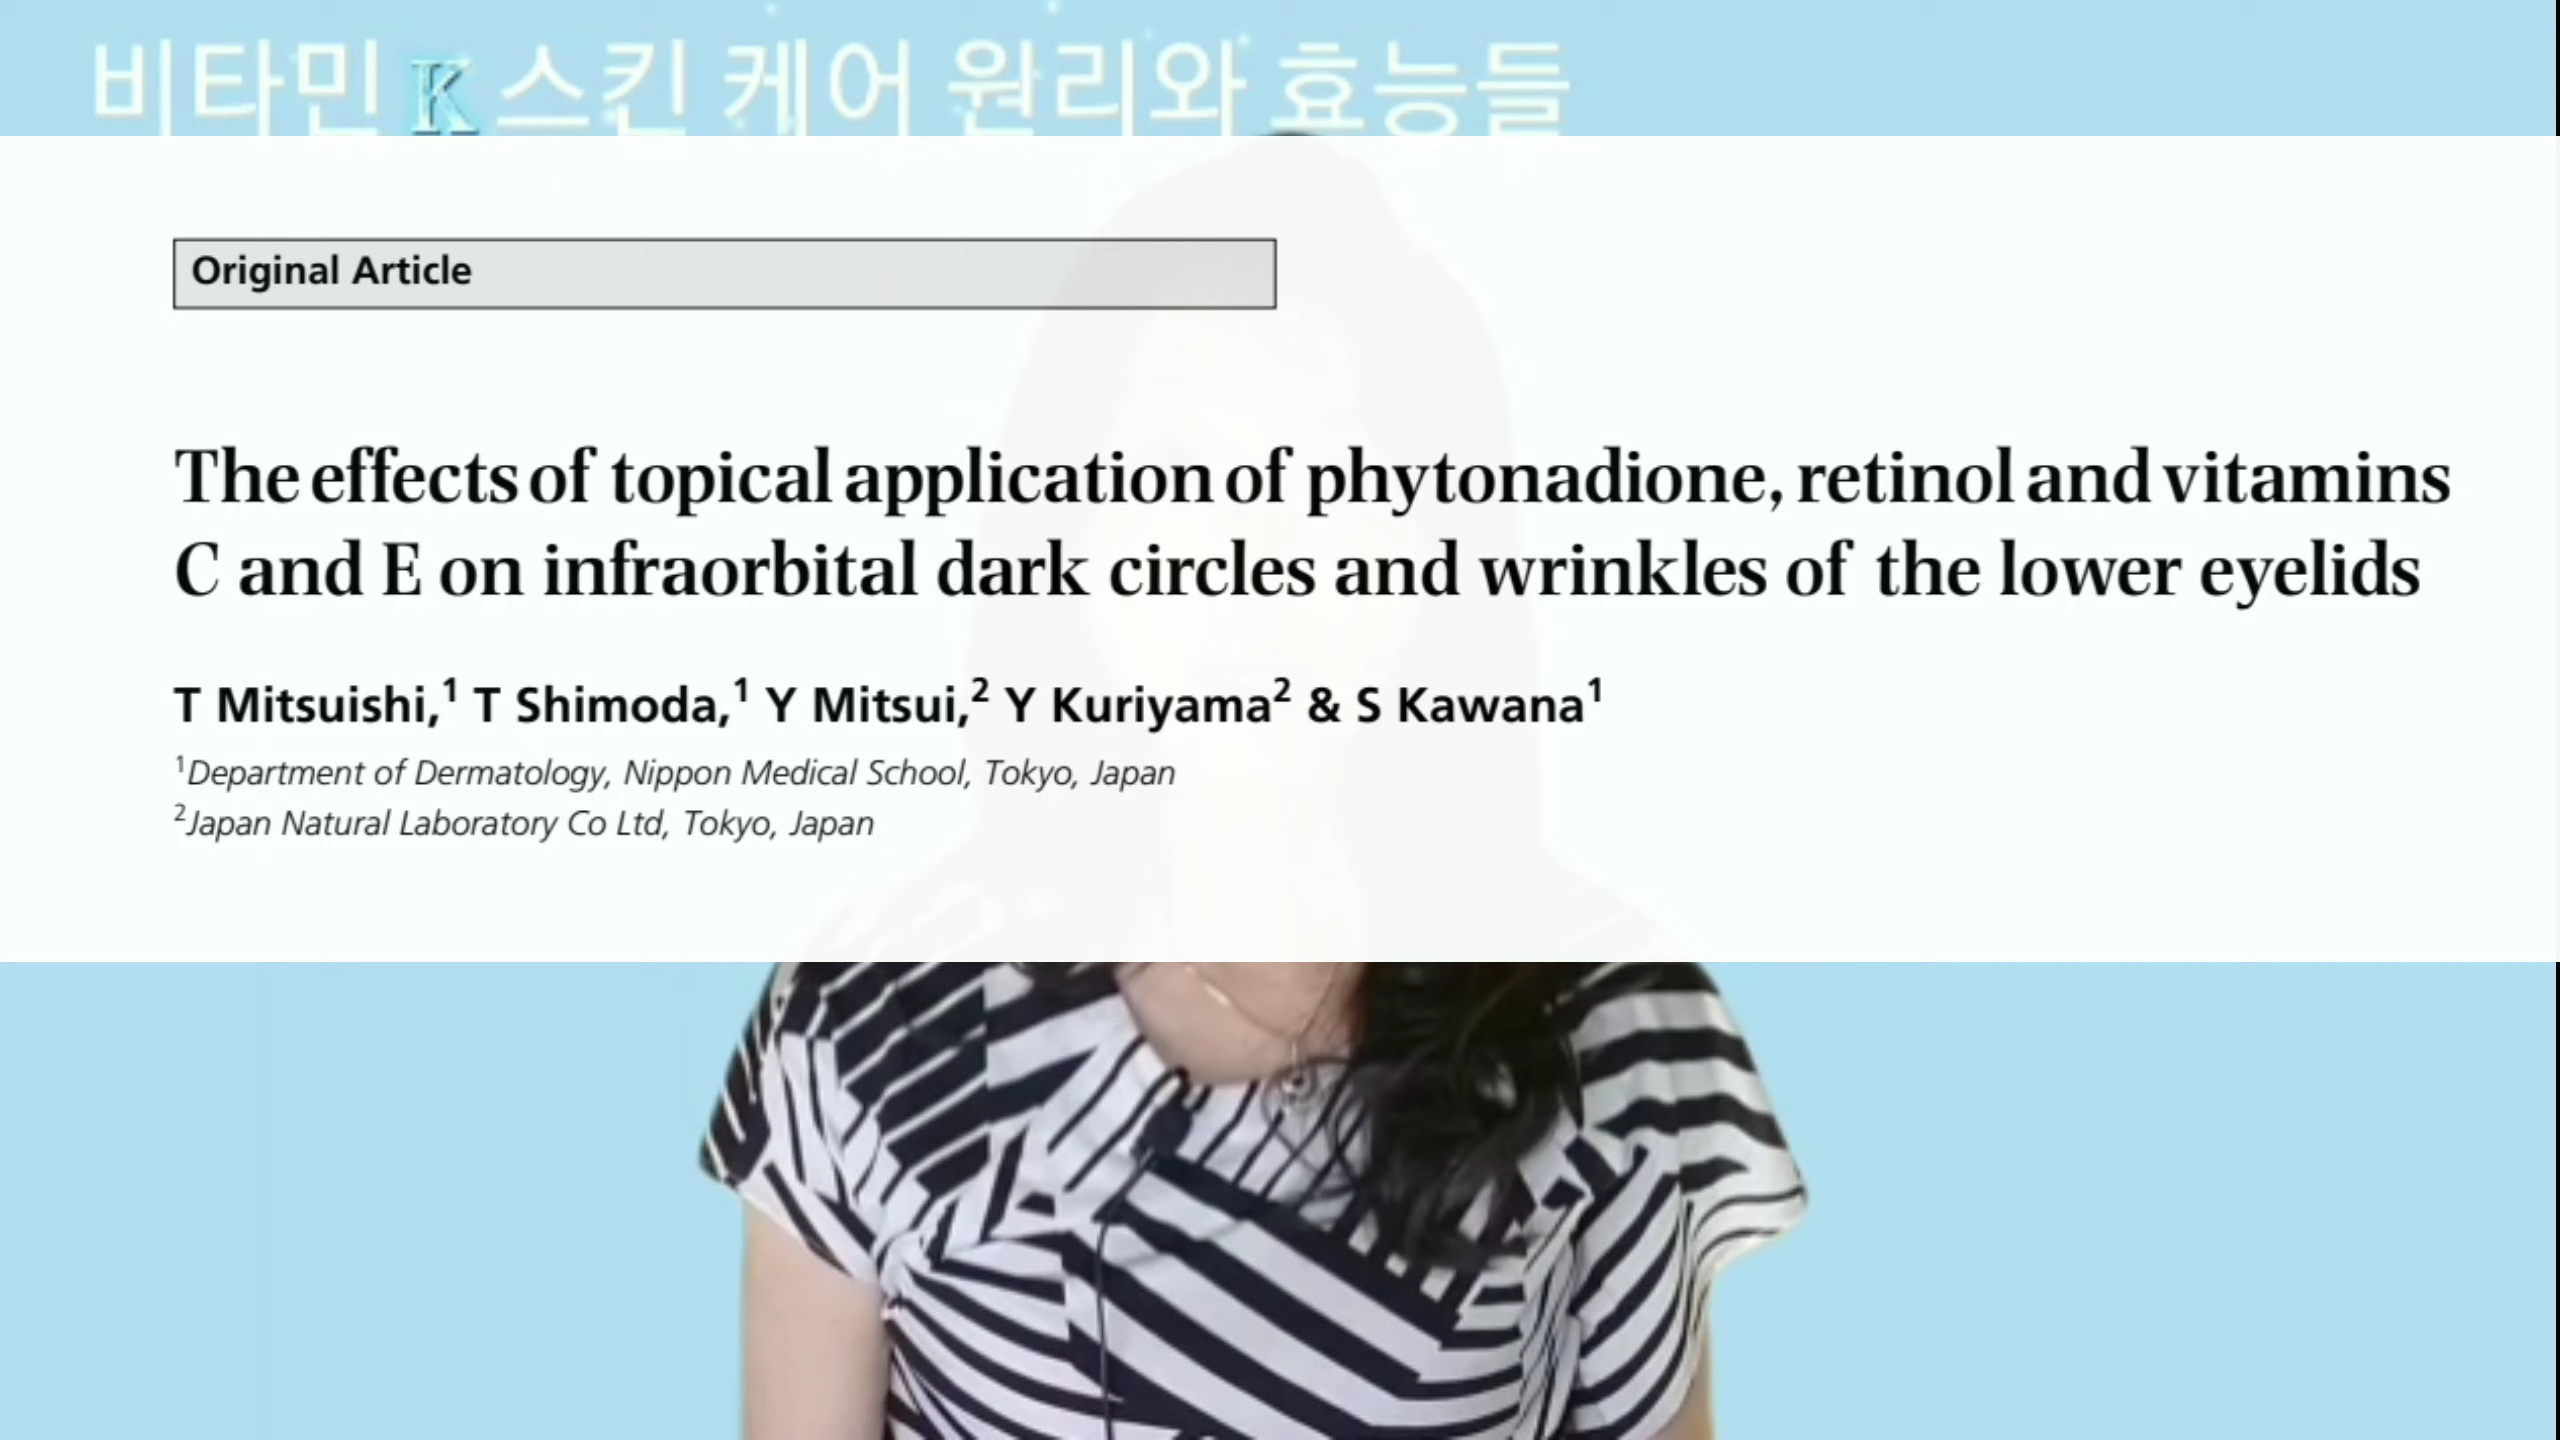 비타민 K 스킨 케어 원리와 효능들
Original Article
The effects of topical application of phytonadione, retinol and vitamins
C and E on infraorbital dark circles and wrinkles of the lower eyelids
T Mitsuishi,¹ T Shimoda,¹ Y Mitsui,² Y Kuriyama² & S Kawana¹
¹Department of Dermatology, Nippon Medical School, Tokyo, Japan
²Japan Natural Laboratory Co Ltd, Tokyo, Japan